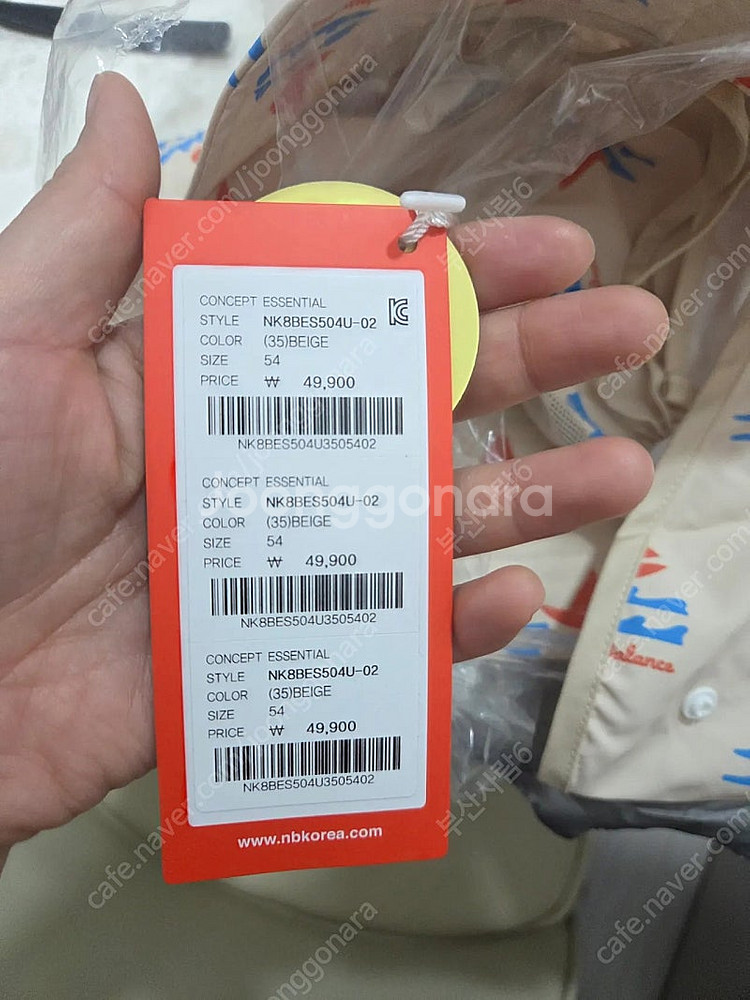 CONCEPT ESSENTIAL
STYLE NK8BES504U-02
COLOR (35)BEIGE
SIZE 54
PRICE ₩ 49,900
NK8BES504U3505402
CONCEPT ESSENTIAL
STYLE NK8BES504U-02
COLOR (35)BEIGE
SIZE 54
PRICE ₩ 49,900
NK8BES504U3505402
CONCEPT ESSENTIAL
STYLE NK8BES504U-02
COLOR (35)BEIGE
SIZE 54
PRICE ₩ 49,900
NK8BES504U3505402
www.nbkorea.com
balance
joonggonara
cafe.naver.com/joonggonara
부산사람6